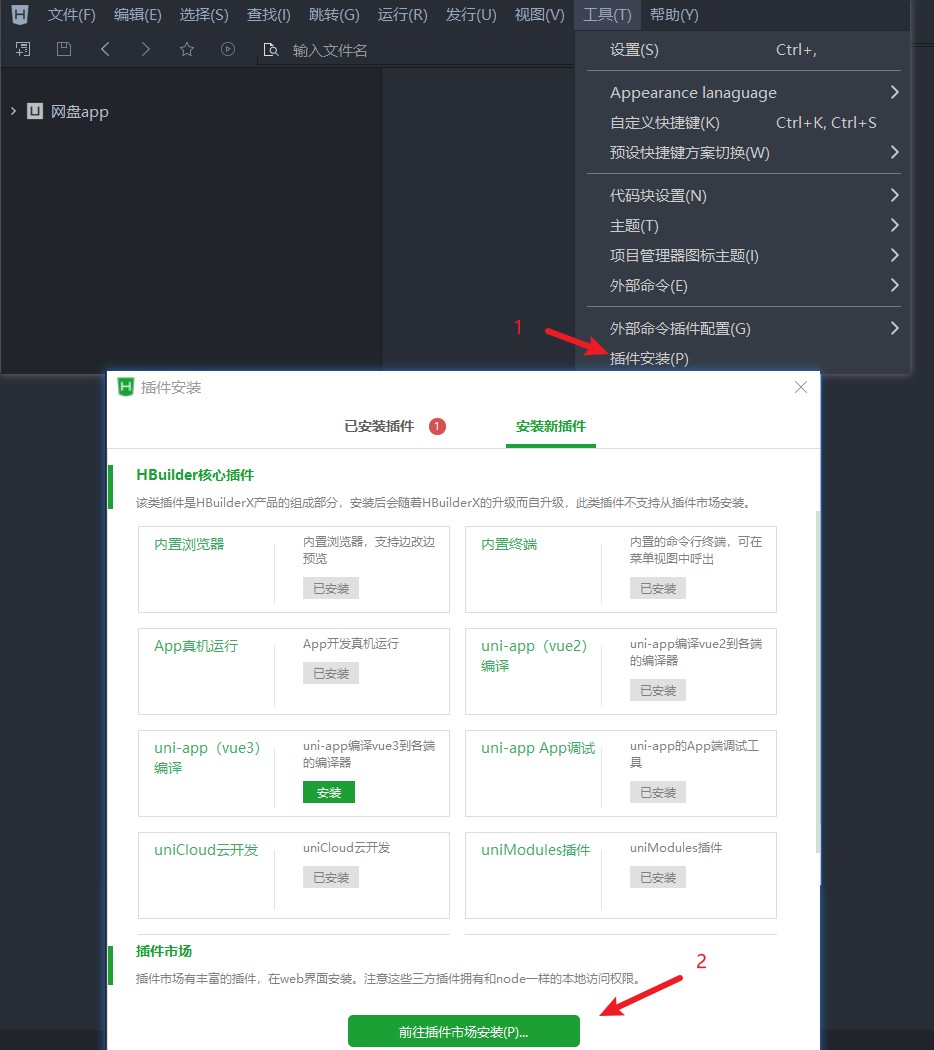 文件(F) 编辑(E) 选择(S) 查找(I) 跳转(G) 运行(R) 发行(U) 视图(V) 工具(T) 帮助(Y)
输入文件名
网盘app
设置(S) Ctrl+,
Appearance lanaguage
自定义快捷键(K) Ctrl+K, Ctrl+S
预设快捷键方案切换(W)
代码块设置(N)
主题(T)
项目管理器图标主题(I)
外部命令(E)
外部命令插件配置(G)
1
插件安装(P)
插件安装
已安装插件 1 安装新插件
HBuilder核心插件
该类插件是HBuilderX产品的组成部分，安装后会随着HBuilderX的升级而自升级，此类插件不支持从插件市场安装。
内置浏览器
内置浏览器，支持边改边
预览
已安装
内置终端
内置的命令行终端，可在
菜单视图中呼出
已安装
App真机运行
App开发真机运行
已安装
uni-app（vue2）
编译
uni-app编译vue2到各端
的编译器
已安装
uni-app（vue3）
编译
uni-app编译vue3到各端
的编译器
安装
uni-app App调试
uni-app的App端调试工
具
已安装
uniCloud云开发
uniCloud云开发
已安装
uniModules插件
uniModules插件
已安装
插件市场
插件市场有丰富的插件，在web界面安装。注意这些三方插件拥有和node一样的本地访问权限。
2
前往插件市场安装(P)...